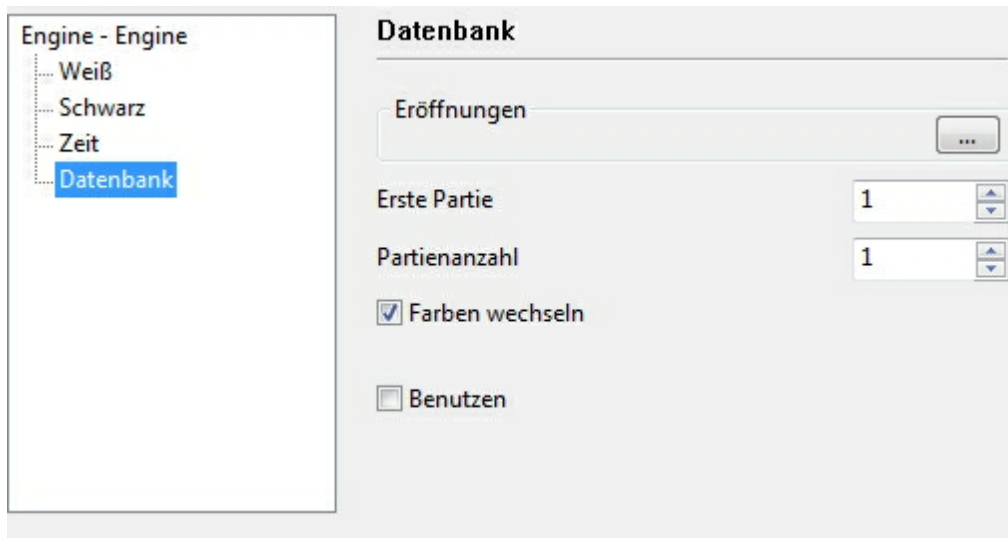 Engine - Engine
Weiß
Schwarz
Zeit
Datenbank
Datenbank
Eröffnungen
...
Erste Partie 1
Partienanzahl 1
Farben wechseln
Benutzen